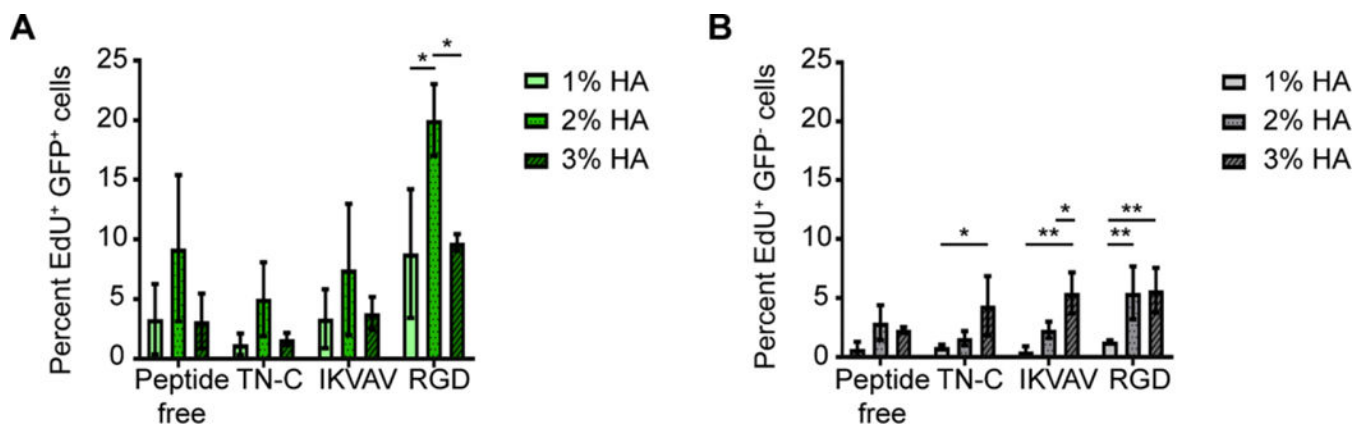 A
Percent EdU⁺ GFP⁺ cells
25
20
15
10
5
0
* *
Peptide free
TN-C
IKVAV
RGD
1% HA
2% HA
3% HA
B
Percent EdU⁺ GFP⁻ cells
25
20
15
10
5
0
*
** *
** **
Peptide free
TN-C
IKVAV
RGD
1% HA
2% HA
3% HA